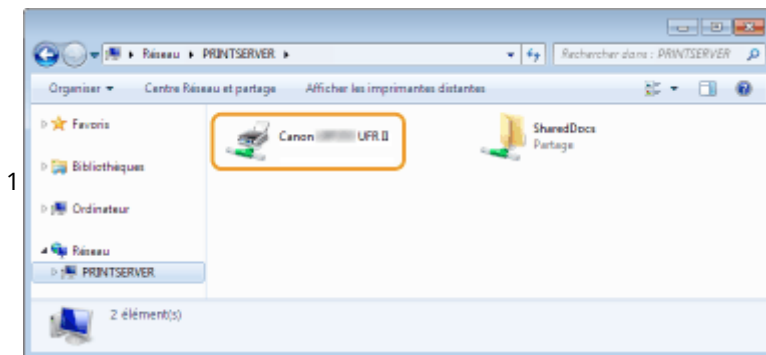 Réseau PRINTSERVER
Rechercher dans : PRINTSERVER
Organiser Centre Réseau et partage Afficher les imprimantes distantes
Favoris
Canon UFR II
SharedDocs
Partage
Bibliothèques
1
Ordinateur
Réseau
PRINTSERVER
2 élément(s)